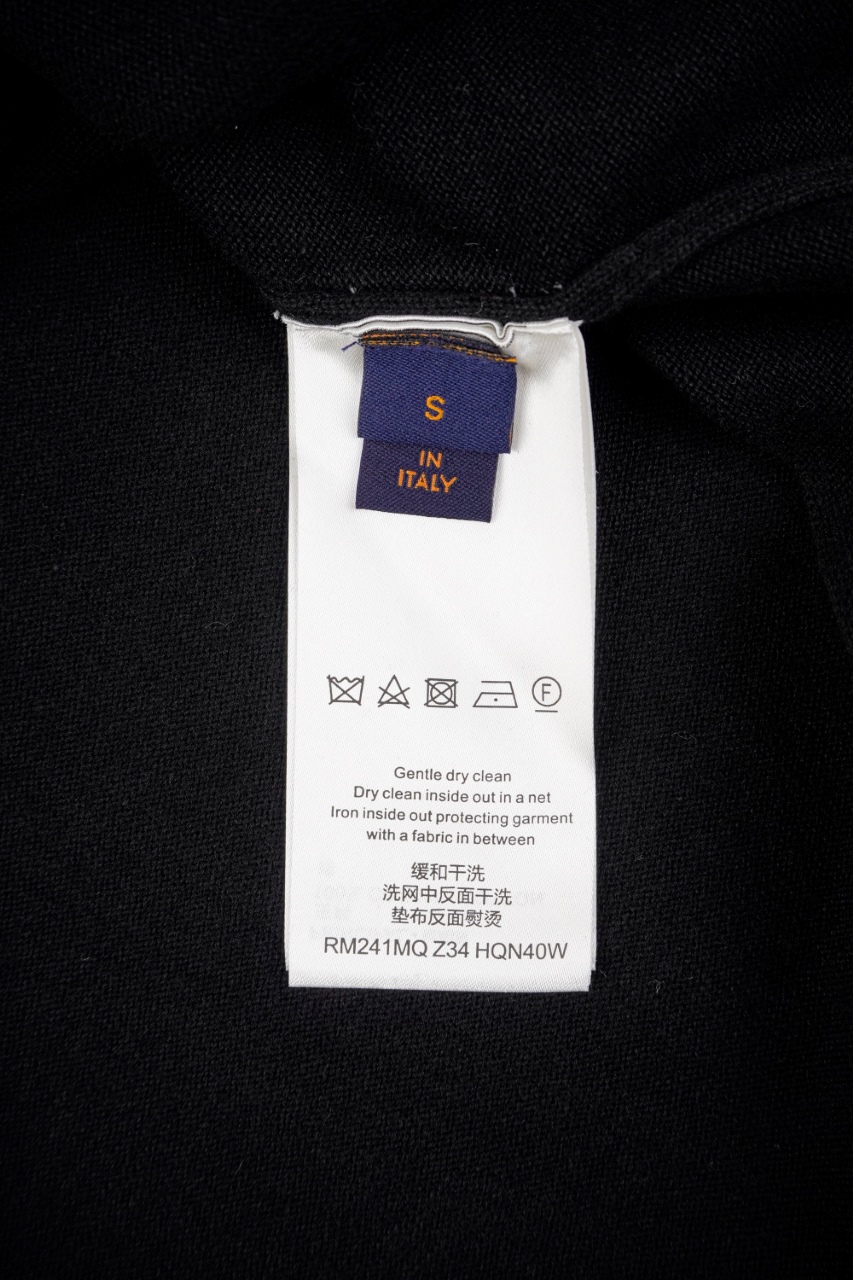 S
IN
ITALY
F
Gentle dry clean
Dry clean inside out in a net
Iron inside out protecting garment
with a fabric in between
缓和干洗
洗网中反面干洗
垫布反面熨烫
RM241MQ Z34 HQN40W